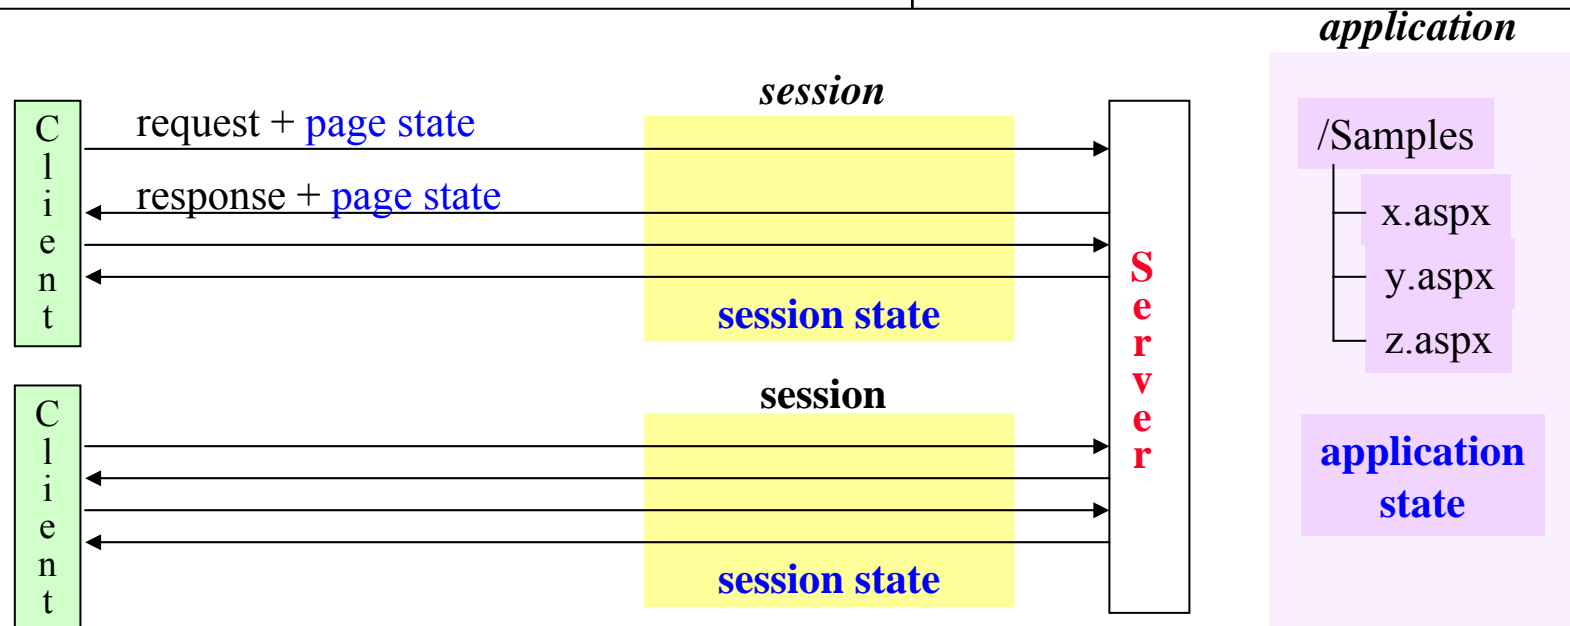 application
session
Client
request + page state
response + page state
session state
Server
/Samples
x.aspx
y.aspx
z.aspx
Client
session
session state
application
state